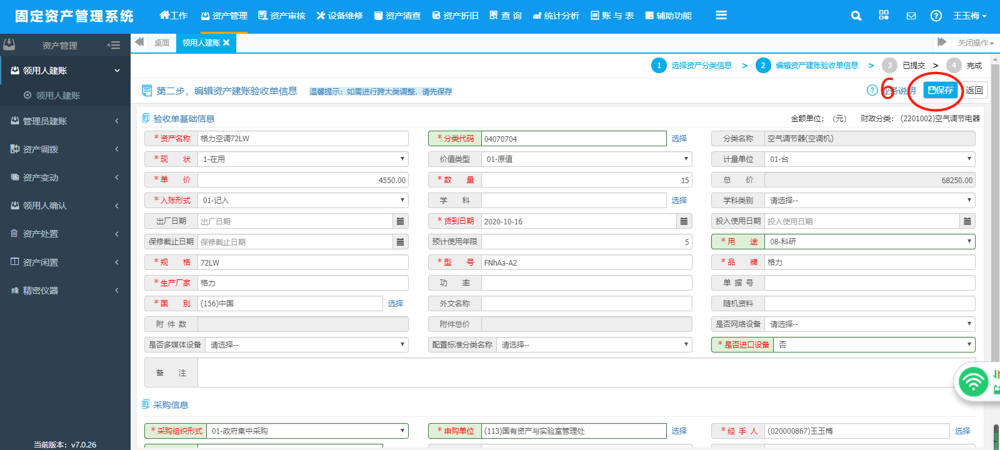 固定资产管理系统 工作 资产管理 资产审核 设备维修 资产清查 资产折旧 查 询 统计分析 账 与 表 辅助功能 王玉梅
资产管理 桌面 领用人建账 关闭操作
领用人建账
领用人建账
管理员建账
资产调拨
资产变动
领用人确认
资产处置
资产闲置
精密仪器
当前版本：v7.0.26
1 选择资产分类信息 > 2 编辑资产建账验收单信息 > 3 已提交 > 4 完成
第二步，编辑资产建账验收单信息 温馨提示：如需进行跨大类调整，请先保存 6 业务说明 保存 返回
验收单基础信息 金额单位：（元） 财政分类：(2201002)空气调节电器
* 资产名称 格力空调72LW * 分类代码 04070704 选择 分类名称 空气调节器(空调机)
* 现 状 1-在用 价值类型 01-原值 计量单位 01-台
* 单 价 4550.00 * 数 量 15 总 价 68250.00
* 入账形式 01-记入 学 科 选择 学科类别 请选择--
出厂日期 出厂日期 * 货到日期 2020-10-16 投入使用日期 投入使用日期
保修截止日期 保修截止日期 预计使用年限 5 * 用 途 08-科研
* 规 格 72LW * 型 号 FNhAa-A2 * 品 牌 格力
* 生产厂家 格力 功 率 单 据 号
* 国 别 (156)中国 选择 外文名称 随机资料
附 件 数 附件总价 是否网络设备 请选择--
是否多媒体设备 请选择-- 配置标准分类名称 请选择-- * 是否进口设备 否
备 注
采购信息
* 采购组织形式 01-政府集中采购 * 申购单位 (113)国有资产与实验室管理处 选择 * 经 手 人 (020000867)王玉梅 选择